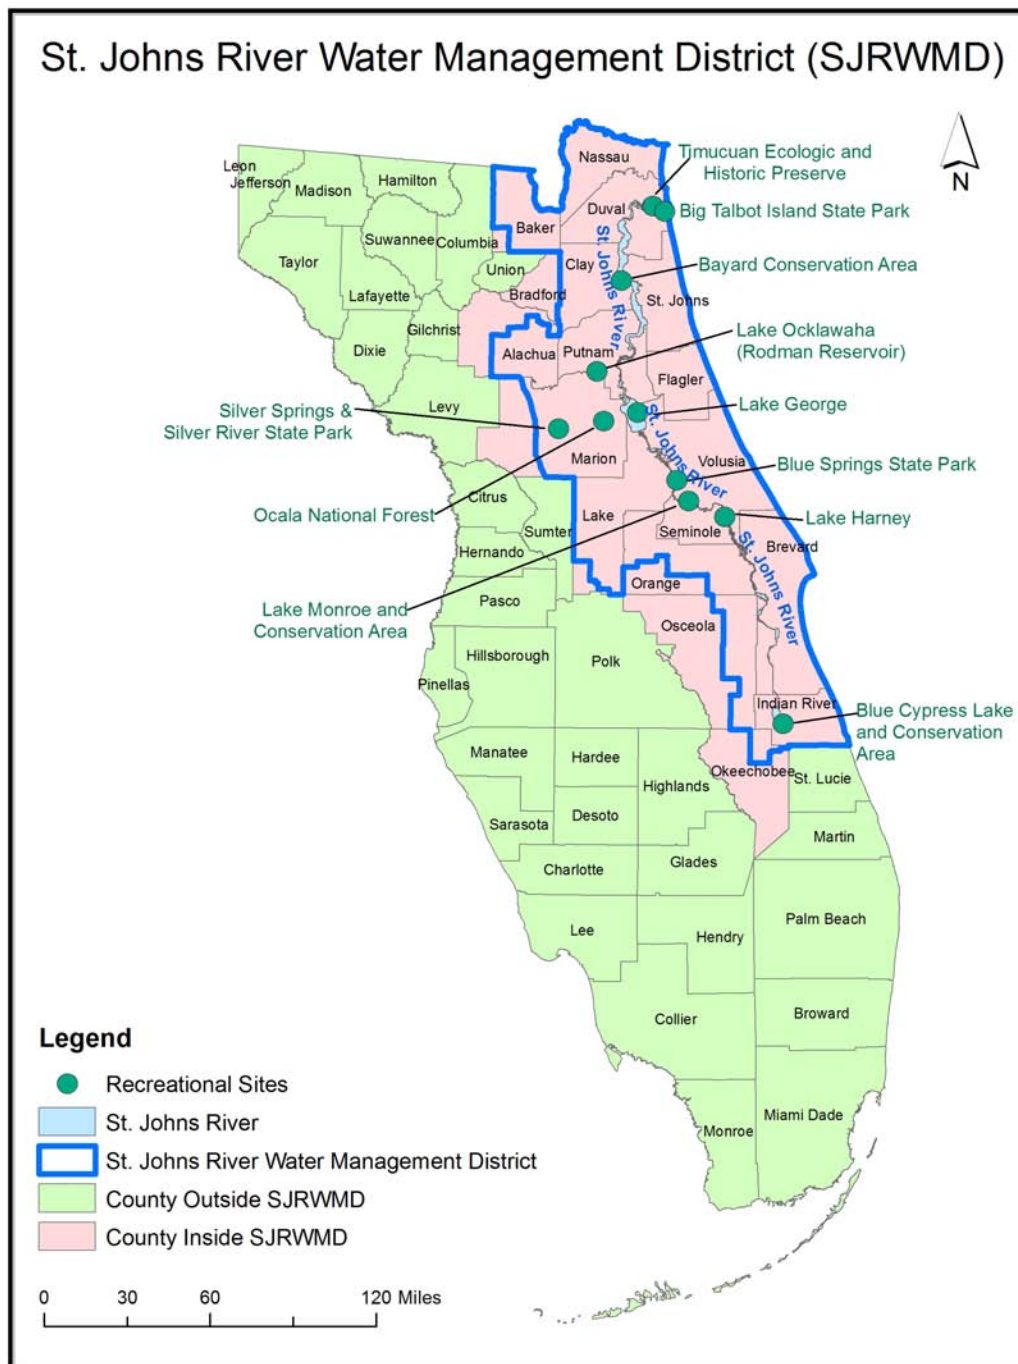 St. Johns River Water Management District (SJRWMD)
N
Timucuan Ecologic and
Historic Preserve
Big Talbot Island State Park
Bayard Conservation Area
Lake Ocklawaha
(Rodman Reservoir)
Lake George
Silver Springs &
Silver River State Park
Blue Springs State Park
Ocala National Forest
Lake Harney
Lake Monroe and
Conservation Area
Blue Cypress Lake
and Conservation
Area
Nassau
Leon
Jefferson
Madison
Hamilton
Duval
Baker
Suwannee
Columbia
Taylor
Union
Clay
St. Johns River
Lafayette
Bradford
St. Johns
Gilchrist
Dixie
Alachua
Putnam
Flagler
Levy
St. Johns River
Marion
Volusia
Citrus
Lake
Sumter
Seminole
Brevard
St. Johns River
Hernando
Orange
Pasco
Osceola
Hillsborough
Polk
Pinellas
Indian River
Manatee
Hardee
Okeechobee
St. Lucie
Highlands
Sarasota
Desoto
Martin
Charlotte
Glades
Palm Beach
Lee
Hendry
Collier
Broward
Miami Dade
Monroe
Legend
Recreational Sites
St. Johns River
St. Johns River Water Management District
County Outside SJRWMD
County Inside SJRWMD
0 30 60 120 Miles